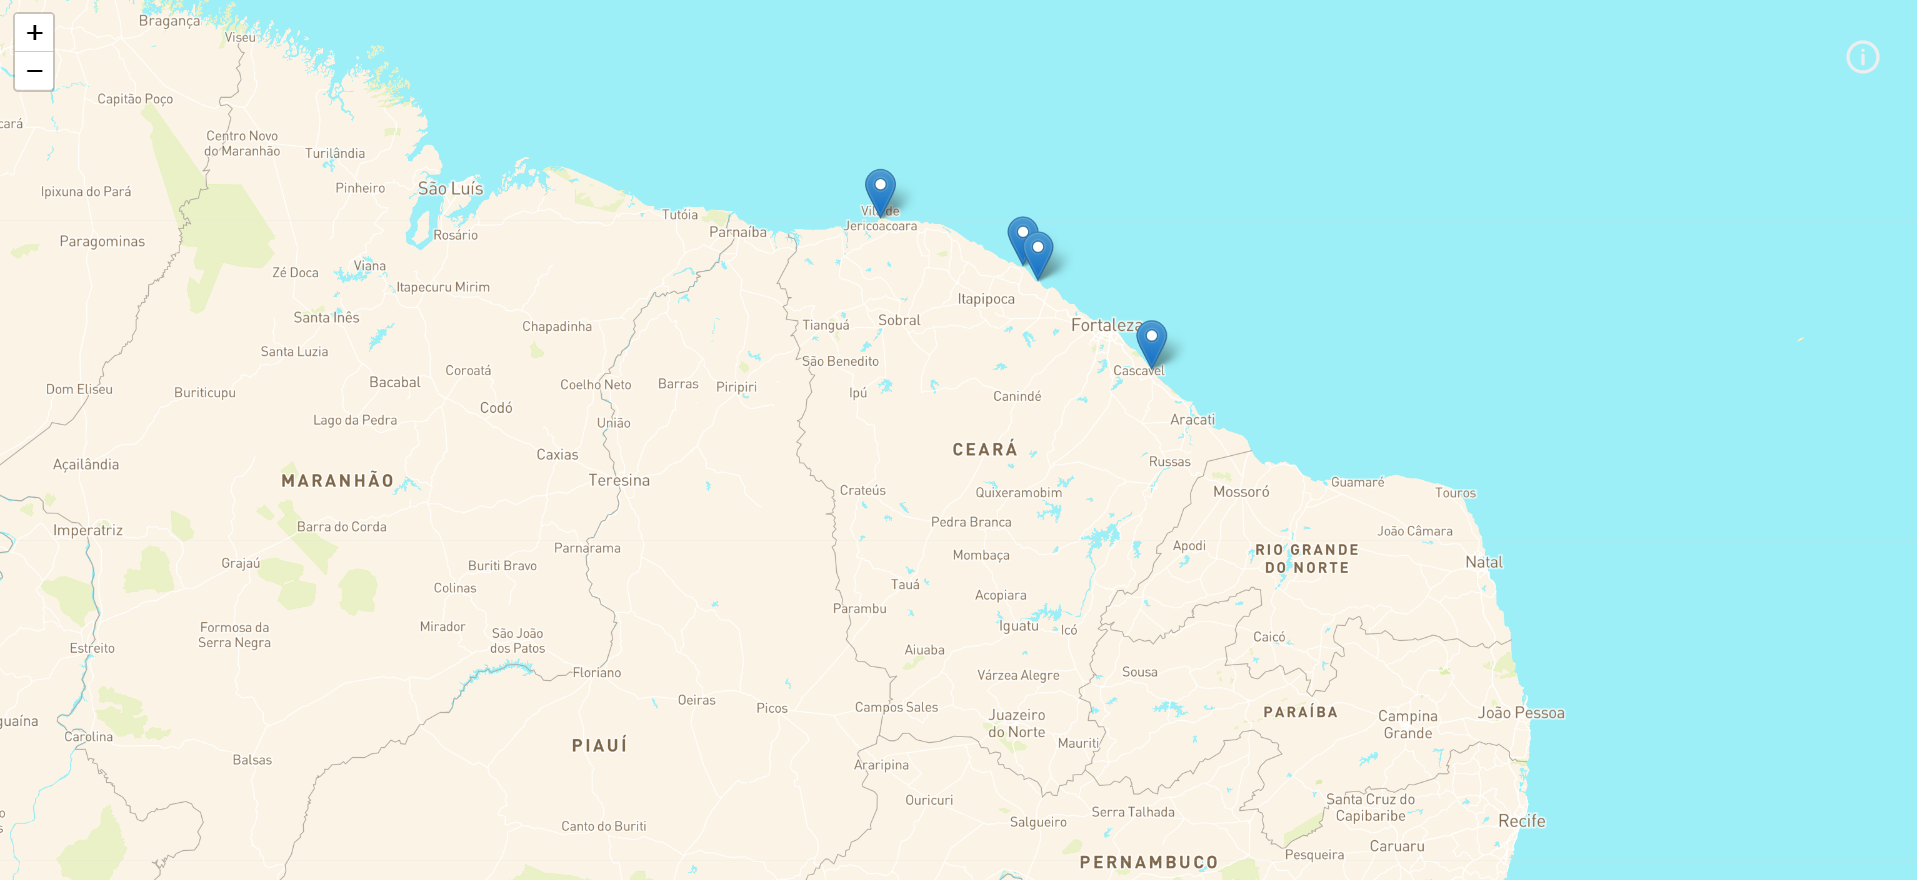 Bragança
Viseu
+
−
Capitão Poço
Centro Novo
do Maranhão
Turilândia
Ipixuna do Pará
Pinheiro
São Luís
Tutóia
Jericoacoara
Parnaíba
Rosário
Paragominas
Viana
Zé Doca
Itapecuru Mirim
Itapipoca
Santa Inês
Chapadinha
Tianguá
Sobral
Fortaleza
Santa Luzia
São Benedito
Coroatá
Cascavel
Bacabal
Coelho Neto
Barras
Piripiri
Dom Eliseu
Buriticupu
Ipú
Canindé
Codó
Lago da Pedra
União
Aracati
CEARÁ
Caxias
Açailândia
Russas
MARANHÃO
Teresina
Guamaré
Crateús
Quixeramobim
Mossoró
Touros
Pedra Branca
Imperatriz
Barra do Corda
João Câmara
Parnarama
Apodi
RIO GRANDE
DO NORTE
Mombaça
Grajaú
Buriti Bravo
Natal
Colinas
Tauá
Acopiara
Parambu
Formosa da
Serra Negra
Mirador
São João
dos Patos
Iguatu
Icó
Caicó
Estreito
Aiuaba
Floriano
Várzea Alegre
Sousa
Oeiras
Picos
Campos Sales
Juazeiro
do Norte
PARAÍBA
Campina
Grande
João Pessoa
Carolina
PIAUÍ
Mauriti
Balsas
Araripina
Ouricuri
Santa Cruz do
Capibaribe
Serra Talhada
Salgueiro
Recife
Canto do Buriti
Caruaru
Pesqueira
PERNAMBUCO